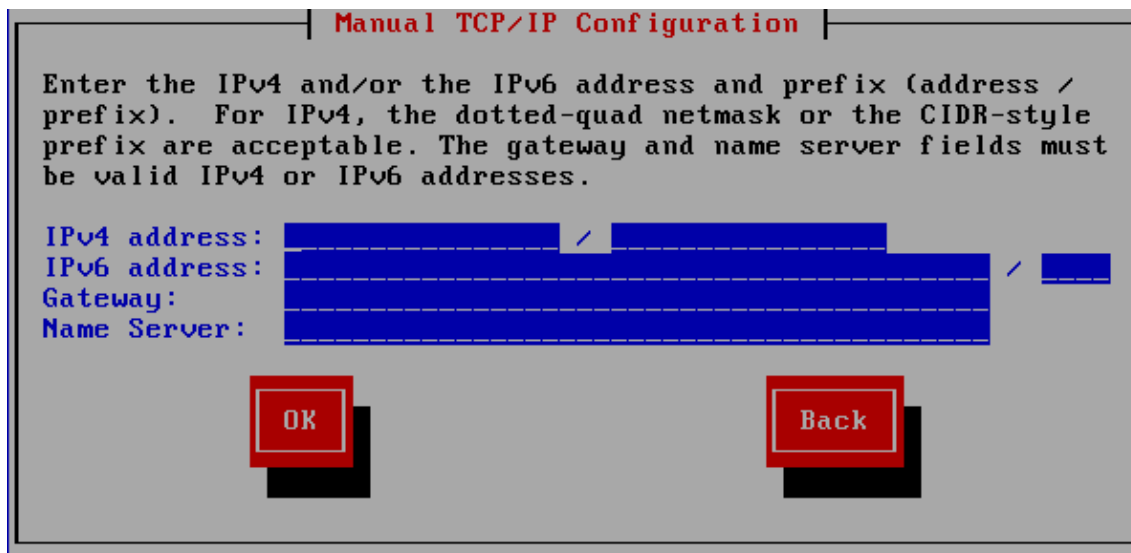 Manual TCP/IP Configuration
Enter the IPv4 and/or the IPv6 address and prefix (address /
prefix).  For IPv4, the dotted-quad netmask or the CIDR-style
prefix are acceptable. The gateway and name server fields must
be valid IPv4 or IPv6 addresses.
IPv4 address: /
IPv6 address: /
Gateway:
Name Server:
OK Back